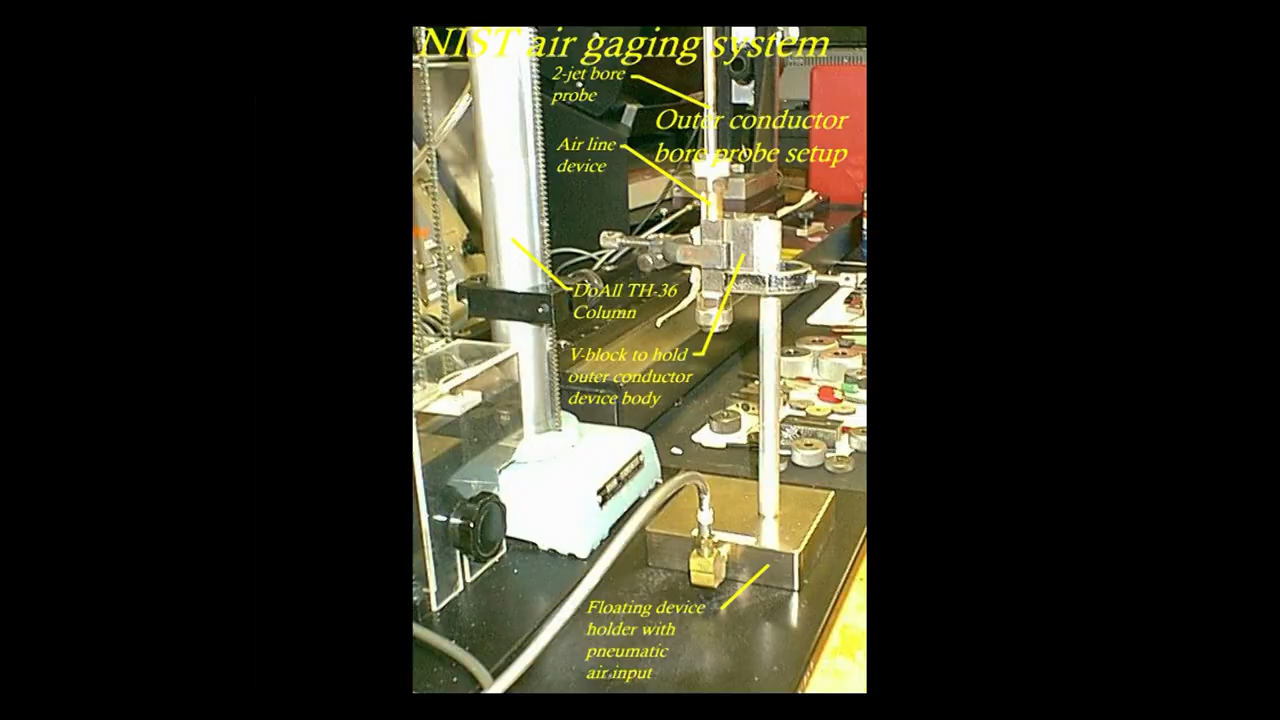 NIST air gaging system
2-jet bore
probe
Outer conductor
bore probe setup
Air line
device
DoAll TH-36
Column
V-block to hold
outer conductor
device body
Floating device
holder with
pneumatic
air input